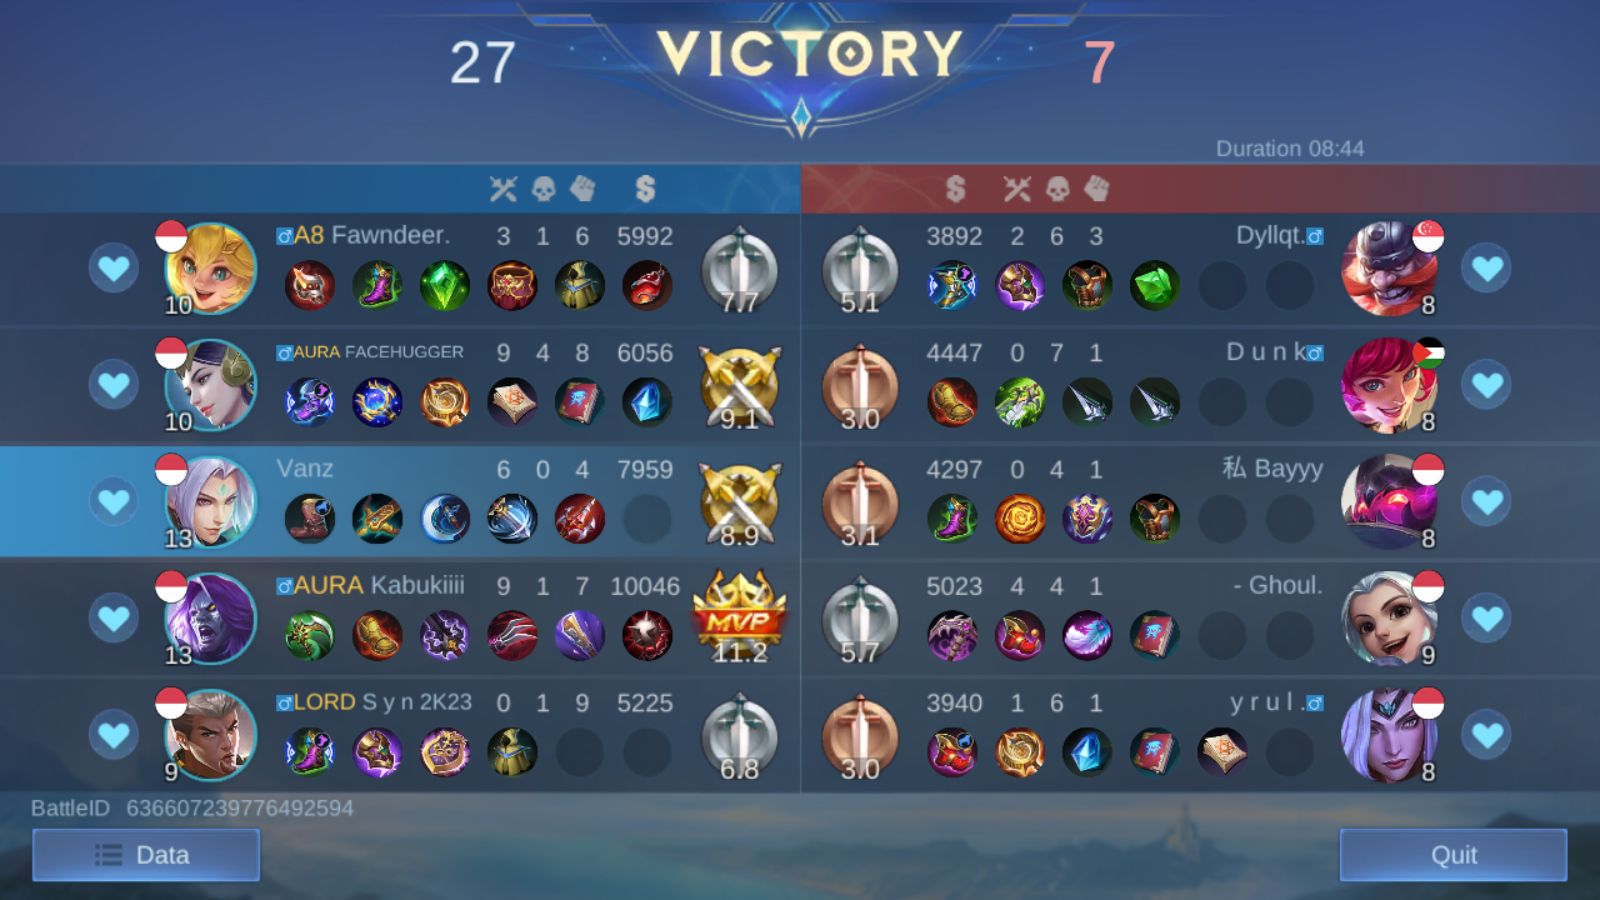 27 VICTORY 7
Duration 08:44
A8 Fawndeer. 3 1 6 5992
10 7.7
5.1 3892 2 6 3 Dyllqt.
8
AURA FACEHUGGER 9 4 8 6056
10 9.1
3.0 4447 0 7 1 D u n k
8
Vanz 6 0 4 7959
13 8.9
3.1 4297 0 4 1 私 Bayyy
8
AURA Kabukiiii 9 1 7 10046
13 MVP 11.2
5.7 5023 4 4 1 - Ghoul.
9
LORD S y n 2K23 0 1 9 5225
9 6.8
3.0 3940 1 6 1 y r u l .
8
BattleID 636607239776492594
Data
Quit